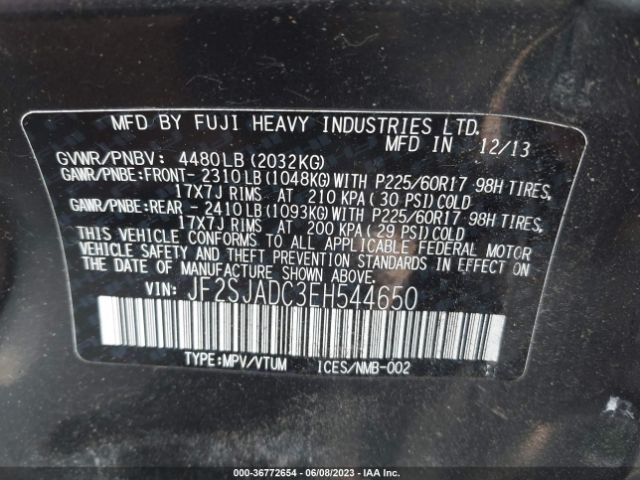 MFD BY FUJI HEAVY INDUSTRIES LTD.
MFD IN 12/13
GVWR/PNBV: 4480LB(2032KG)
GAWR/PNBE:FRONT- 2310LB(1048KG)WITH P225/60R17 98H TIRES,
17X7J RIMS AT 210 KPA( 30 PSI)COLD
GAWR/PNBE:REAR - 2410LB(1093KG)WITH P225/60R17 98H TIRES,
17X7J RIMS AT 200 KPA( 29 PSI)COLD
THIS VEHICLE CONFORMS TO ALL APPLICABLE FEDERAL MOTOR
VEHICLE SAFETY AND THEFT PREVENTION STANDARDS IN EFFECT
ON THE DATE OF MANUFACTURE SHOWN ABOVE.
VIN: JF2SJADC3EH544650
TYPE:MPV/VTUM ICES/NMB-002
000-36772654 - 06/08/2023 - IAA Inc.